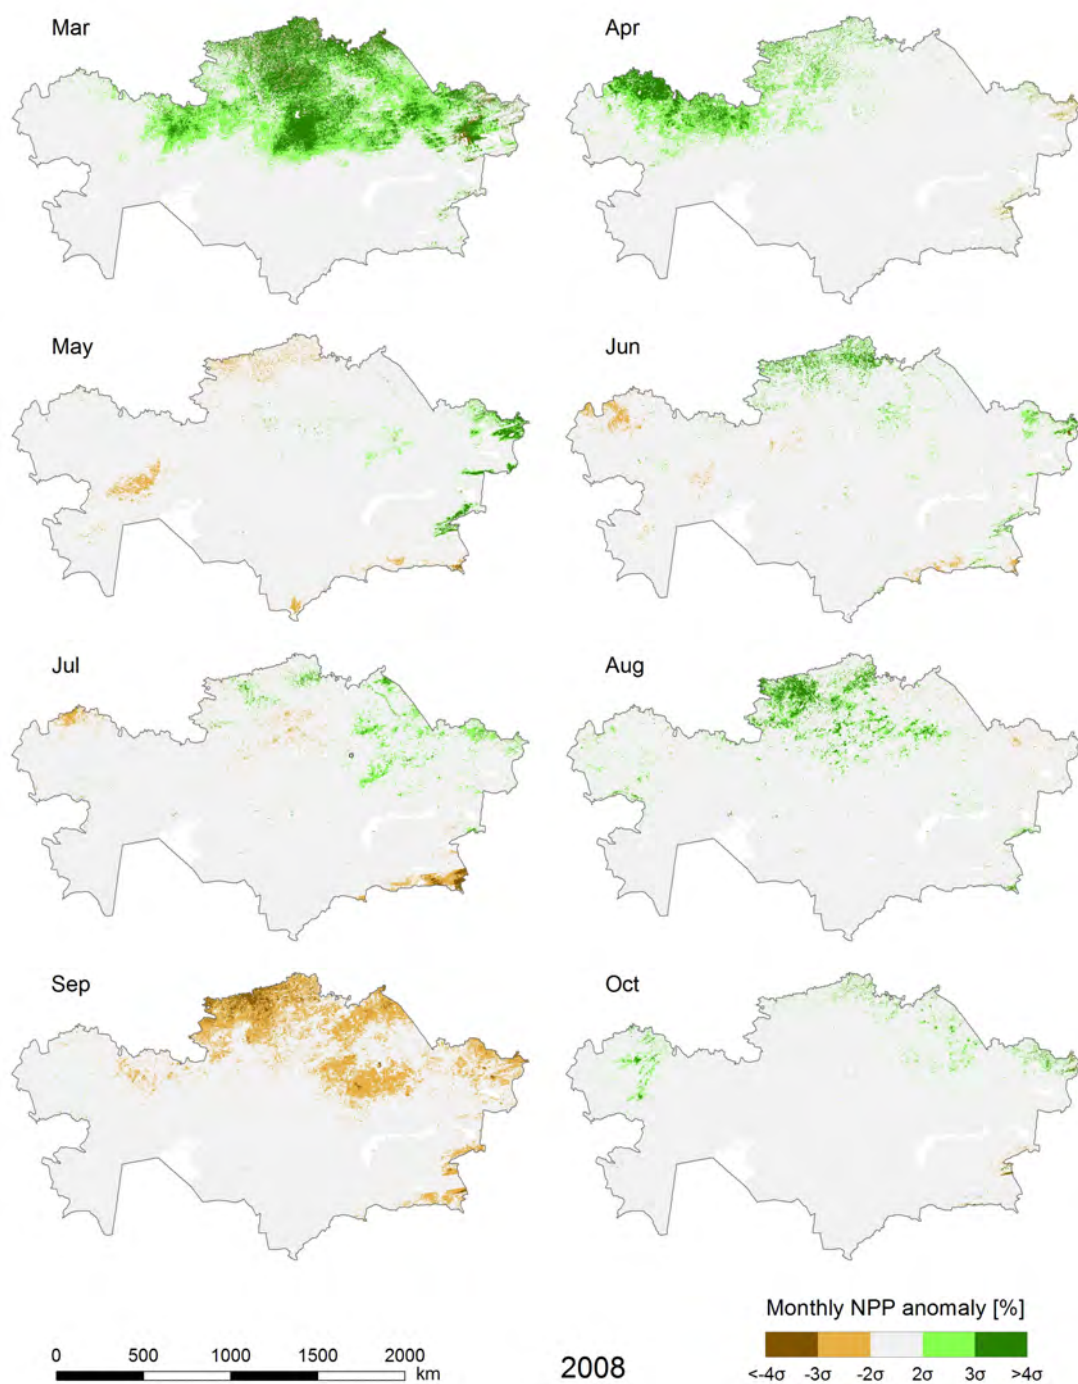 Mar
Apr
May
Jun
Jul
Aug
Sep
Oct
Monthly NPP anomaly [%]
<-4σ -3σ -2σ 2σ 3σ >4σ
0 500 1000 1500 2000
km
2008